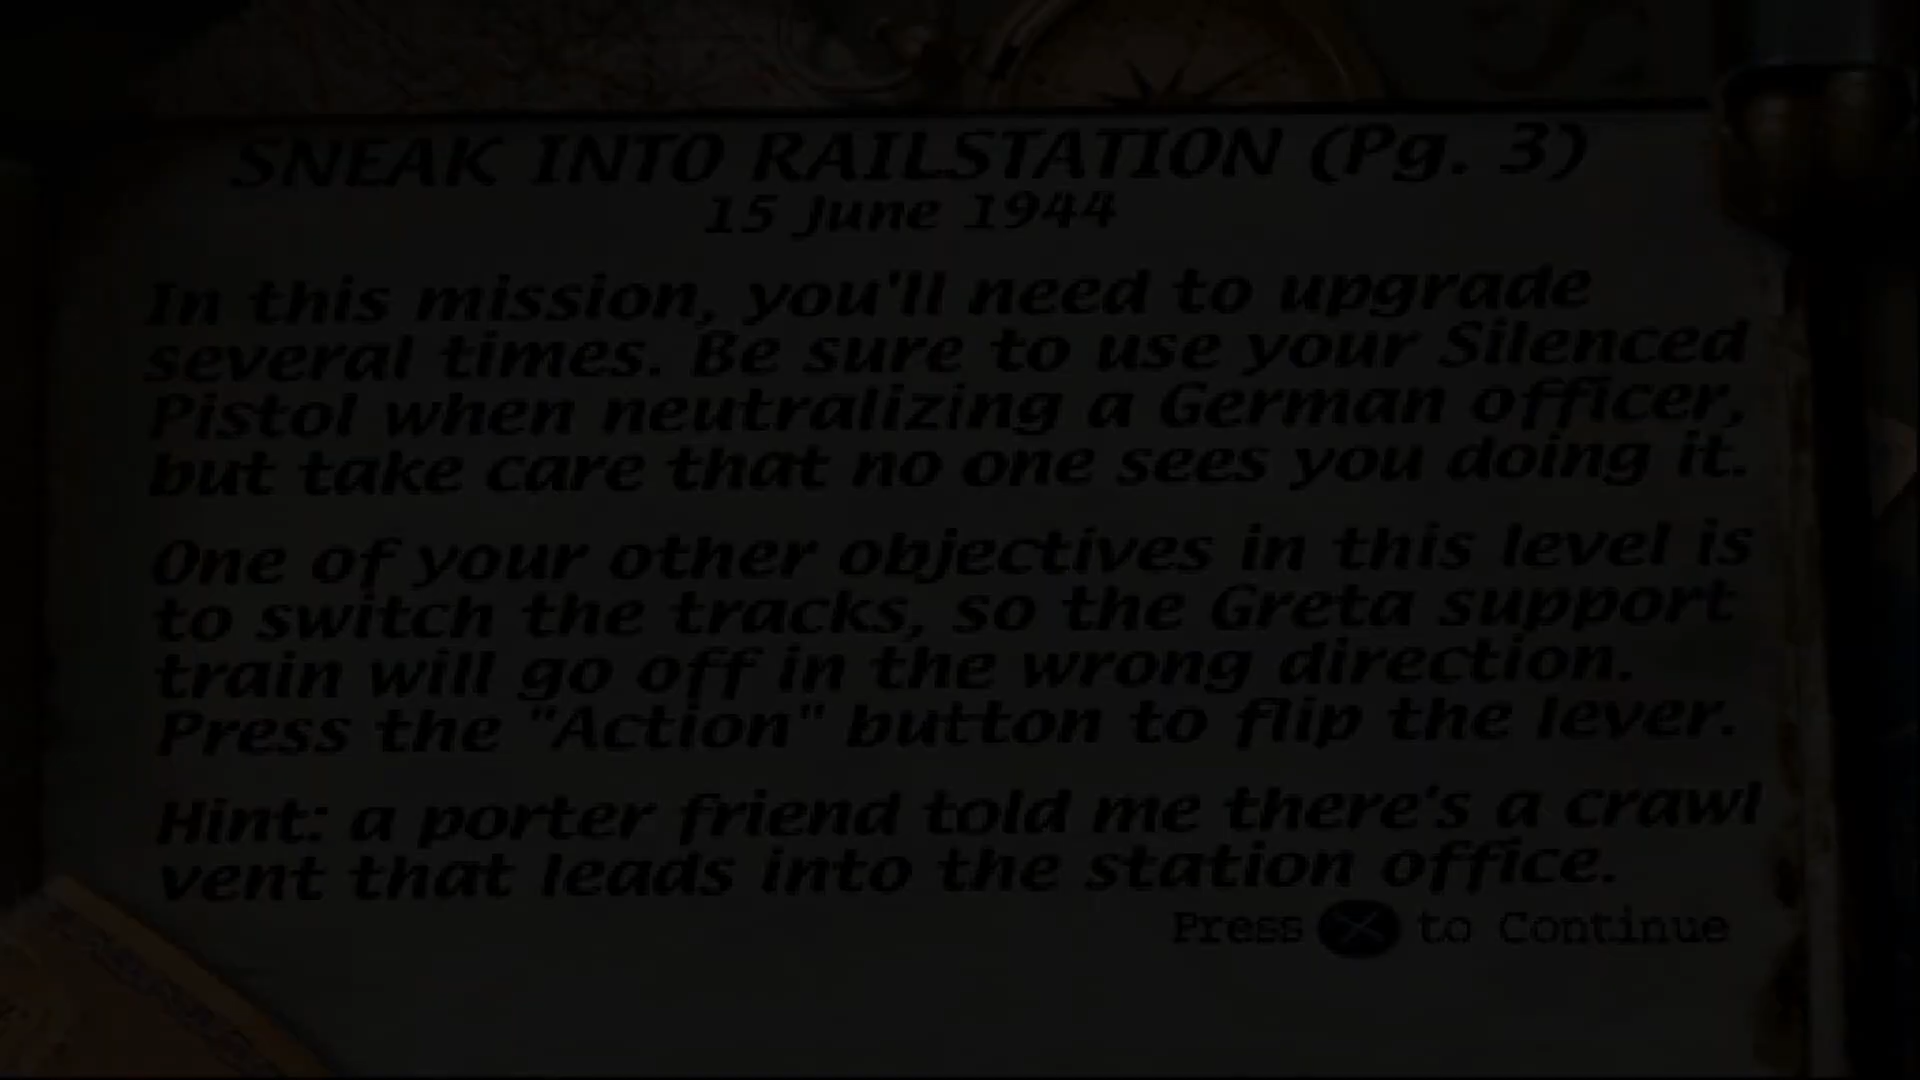 SNEAK INTO RAILSTATION (Pg. 3)
15 June 1944
In this mission, you'll need to upgrade
several times. Be sure to use your Silenced
Pistol when neutralizing a German officer,
but take care that no one sees you doing it.
One of your other objectives in this level is
to switch the tracks, so the Greta support
train will go off in the wrong direction.
Press the "Action" button to flip the lever.
Hint: a porter friend told me there's a crawl
vent that leads into the station office.
Press X to Continue